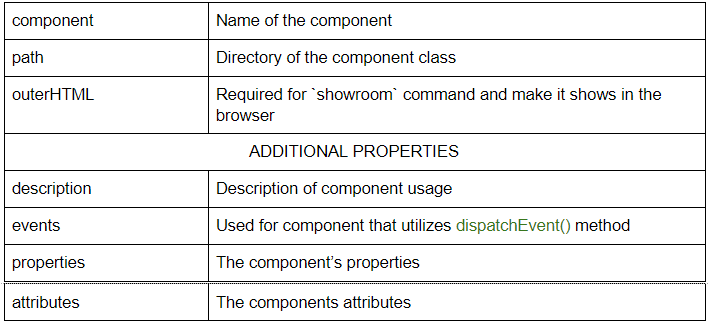 component Name of the component
path Directory of the component class
outerHTML Required for `showroom` command and make it shows in the
browser
ADDITIONAL PROPERTIES
description Description of component usage
events Used for component that utilizes dispatchEvent() method
properties The component’s properties
attributes The components attributes